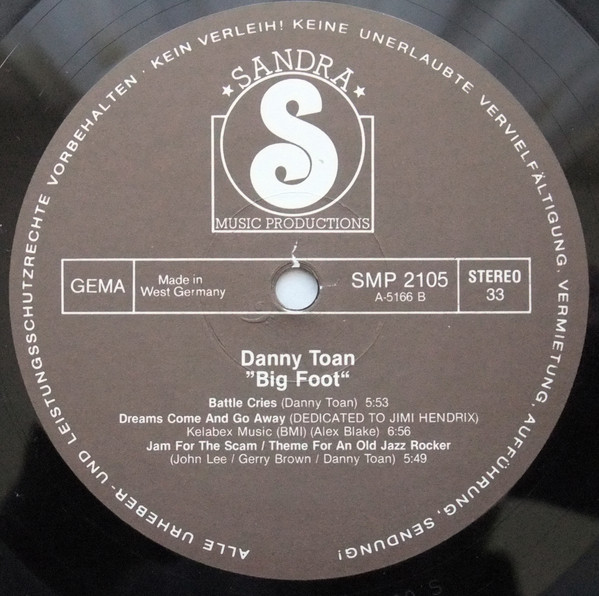 ALLE URHEBER- UND LEISTUNGSSCHUTZRECHTE VORBEHALTEN · KEIN VERLEIH! KEINE UNERLAUBTE VERVIELFÄLTIGUNG, VERMIETUNG, AUFFÜHRUNG, SENDUNG!
SANDRA
S
MUSIC PRODUCTIONS
GEMA
Made in
West Germany
SMP 2105
A-5166 B
STEREO
33
Danny Toan
"Big Foot“
Battle Cries (Danny Toan) 5:53
Dreams Come And Go Away (DEDICATED TO JIMI HENDRIX)
Kelabex Music (BMI) (Alex Blake) 6:56
Jam For The Scam / Theme For An Old Jazz Rocker
(John Lee / Gerry Brown / Danny Toan) 5:49